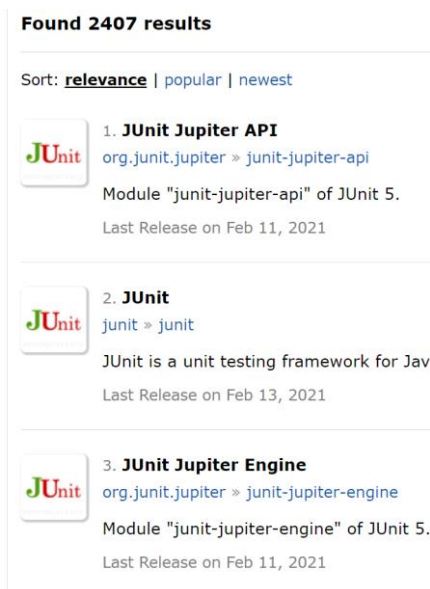 Found 2407 results
Sort: relevance | popular | newest
JUnit
1. JUnit Jupiter API
org.junit.jupiter » junit-jupiter-api
Module "junit-jupiter-api" of JUnit 5.
Last Release on Feb 11, 2021
JUnit
2. JUnit
junit » junit
JUnit is a unit testing framework for Jav
Last Release on Feb 13, 2021
JUnit
3. JUnit Jupiter Engine
org.junit.jupiter » junit-jupiter-engine
Module "junit-jupiter-engine" of JUnit 5.
Last Release on Feb 11, 2021